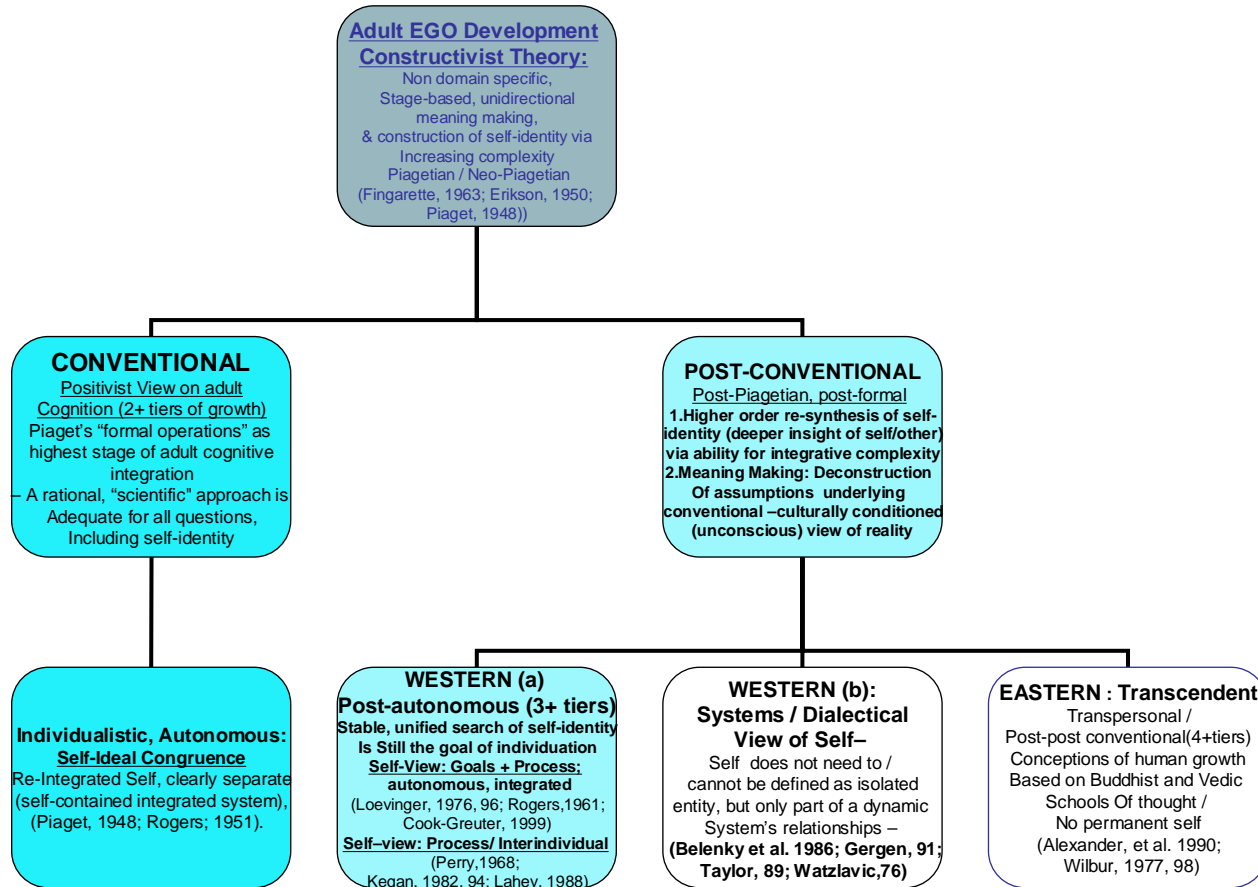 Adult EGO Development
Constructivist Theory:
Non domain specific,
Stage-based, unidirectional
meaning making,
& construction of self-identity via
Increasing complexity
Piagetian / Neo-Piagetian
(Fingarette, 1963; Erikson, 1950;
Piaget, 1948))
CONVENTIONAL
Positivist View on adult
Cognition (2+ tiers of growth)
Piaget's “formal operations” as
highest stage of adult cognitive
integration
– A rational, “scientific" approach is
Adequate for all questions,
Including self-identity
POST-CONVENTIONAL
Post-Piagetian, post-formal
1.Higher order re-synthesis of self-
identity (deeper insight of self/other)
via ability for integrative complexity
2.Meaning Making: Deconstruction
Of assumptions underlying
conventional –culturally conditioned
(unconscious) view of reality
Individualistic, Autonomous:
Self-Ideal Congruence
Re-Integrated Self, clearly separate
(self-contained integrated system),
(Piaget, 1948; Rogers; 1951).
WESTERN (a)
Post-autonomous (3+ tiers)
Stable, unified search of self-identity
Is Still the goal of individuation
Self-View: Goals + Process;
autonomous, integrated
(Loevinger, 1976, 96; Rogers,1961;
Cook-Greuter, 1999)
Self–view: Process/ Interindividual
(Perry,1968;
Kegan, 1982, 94; Lahey, 1988)
WESTERN (b):
Systems / Dialectical
View of Self–
Self does not need to /
cannot be defined as isolated
entity, but only part of a dynamic
System's relationships –
(Belenky et al. 1986; Gergen, 91;
Taylor, 89; Watzlavic,76)
EASTERN : Transcendent
Transpersonal /
Post-post conventional(4+tiers)
Conceptions of human growth
Based on Buddhist and Vedic
Schools Of thought /
No permanent self
(Alexander, et al. 1990;
Wilbur, 1977, 98)